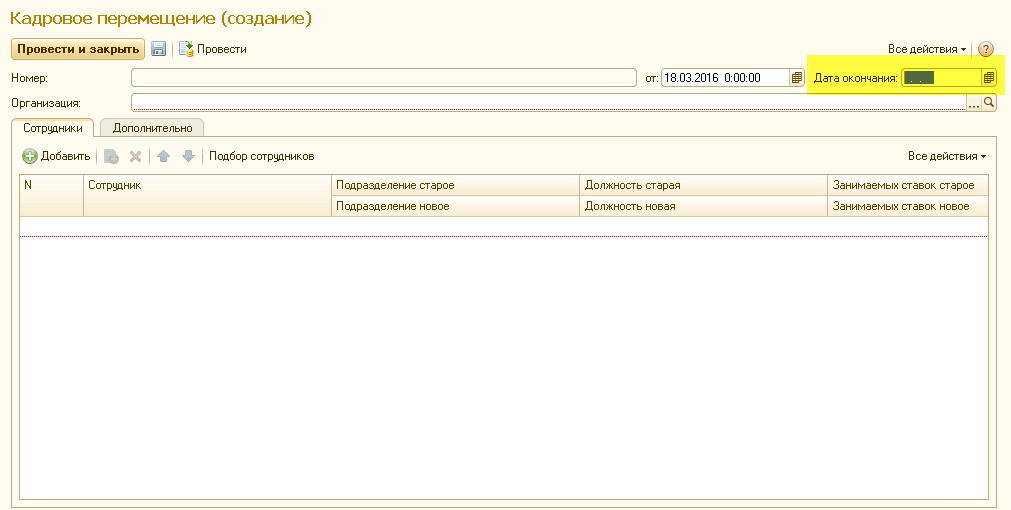 Кадровое перемещение (создание)
Провести и закрыть Провести Все действия ?
Номер: от: 18.03.2016 0:00:00 Дата окончания: . .
Организация: ...
Сотрудники Дополнительно
Добавить Подбор сотрудников Все действия
N Сотрудник Подразделение старое Должность старая Занимаемых ставок старое
Подразделение новое Должность новая Занимаемых ставок новое